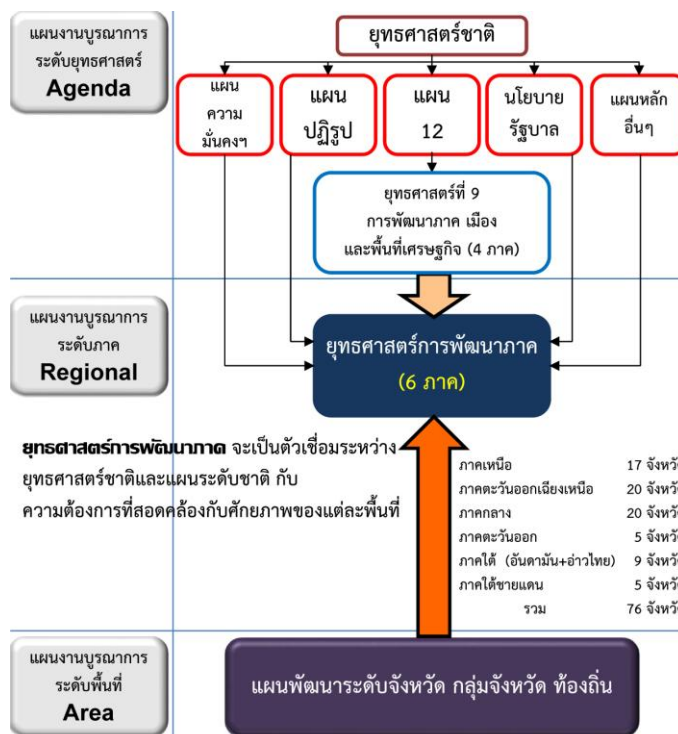 แผนงานบูรณาการ
ระดับยุทธศาสตร์
Agenda
ยุทธศาสตร์ชาติ
แผน
ความ
มั่นคงฯ
แผน
ปฏิรูป
แผน
12
นโยบาย
รัฐบาล
แผนหลัก
อื่นๆ
ยุทธศาสตร์ที่ 9
การพัฒนาภาค เมือง
และพื้นที่เศรษฐกิจ (4 ภาค)
แผนงานบูรณาการ
ระดับภาค
Regional
ยุทธศาสตร์การพัฒนาภาค
(6 ภาค)
ยุทธศาสตร์การพัฒนาภาค จะเป็นตัวเชื่อมระหว่าง
ยุทธศาสตร์ชาติและแผนระดับชาติ กับ
ความต้องการที่สอดคล้องกับศักยภาพของแต่ละพื้นที่
ภาคเหนือ 17 จังหวั
ภาคตะวันออกเฉียงเหนือ 20 จังหวั
ภาคกลาง 20 จังหวั
ภาคตะวันออก 5 จังหวั
ภาคใต้ (อันดามัน+อ่าวไทย) 9 จังหวั
ภาคใต้ชายแดน 5 จังหวั
รวม 76 จังหวั
แผนงานบูรณาการ
ระดับพื้นที่
Area
แผนพัฒนาระดับจังหวัด กลุ่มจังหวัด ท้องถิ่น